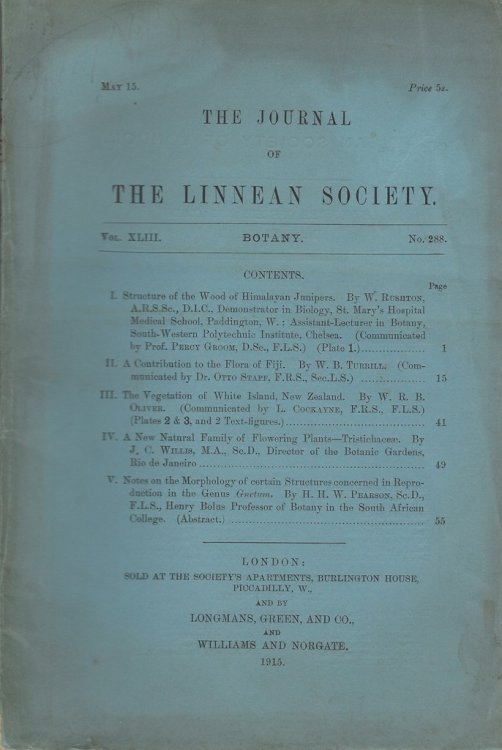 MAY 15.
Price 5s.
THE JOURNAL
OF
THE LINNEAN SOCIETY.
VOL. XLIII.
BOTANY.
No. 288.
CONTENTS.
Page
I. Structure of the Wood of Himalayan Junipers. By W. RUSHTON,
A.R.S.Sc., D.I.C., Demonstrator in Biology, St. Mary's Hospital
Medical School, Paddington, W.; Assistant-Lecturer in Botany,
South-Western Polytechnic Institute, Chelsea. (Communicated
by Prof. PERCY GROOM, D.Sc., F.L.S.) (Plate 1.).................. 1
II. A Contribution to the Flora of Fiji. By W. B. TURRILL. (Com-
municated by Dr. OTTO STAPF, F.R.S., Sec.L.S.) ............ 15
III. The Vegetation of White Island, New Zealand. By W. R. B.
OLIVER. (Communicated by L. COCKAYNE, F.R.S., F.L.S.)
(Plates 2 & 3, and 2 Text-figures.)................................... 41
IV. A New Natural Family of Flowering Plants—Tristichaceæ. By
J. C. WILLIS, M.A., Sc.D., Director of the Botanic Gardens,
Rio de Janeiro ........................................................ 49
V. Notes on the Morphology of certain Structures concerned in Repro-
duction in the Genus Gnetum. By H. H. W. PEARSON, Sc.D.,
F.L.S., Henry Bolus Professor of Botany in the South African
College. (Abstract.) ................................................ 55
LONDON:
SOLD AT THE SOCIETY'S APARTMENTS, BURLINGTON HOUSE,
PICCADILLY, W.,
AND BY
LONGMANS, GREEN, AND CO.,
AND
WILLIAMS AND NORGATE.
1915.